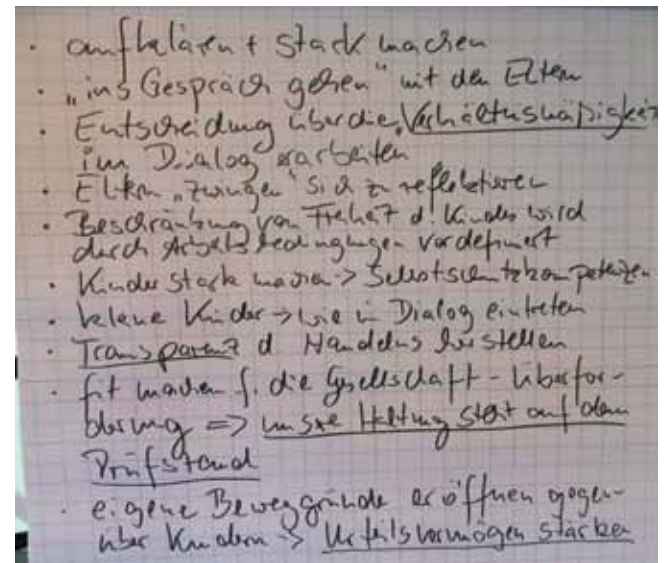 · aufklären + stark machen
· „ins Gespräch gehen" mit den Eltern
· Entscheidung über die „Verhältnismäßigkeit
im Dialog erarbeiten
· Eltern „zwingen" sich zu reflektieren
· Beschränkung von Freiheit d. Kindes wird
durch Arbeitsbedingungen vordefiniert
· Kinder stark machen -> Selbstschutzkompetenzen
· kleine Kinder -> wie in Dialog eintreten
· Transparenz d Handelns herstellen
· fit machen f. die Gesellschaft - Überfor-
derung => unsre Haltung steht auf dem
Prüfstand
· eigene Beweggründe eröffnen gegen-
über Kindern -> Urteilsvermögen stärken